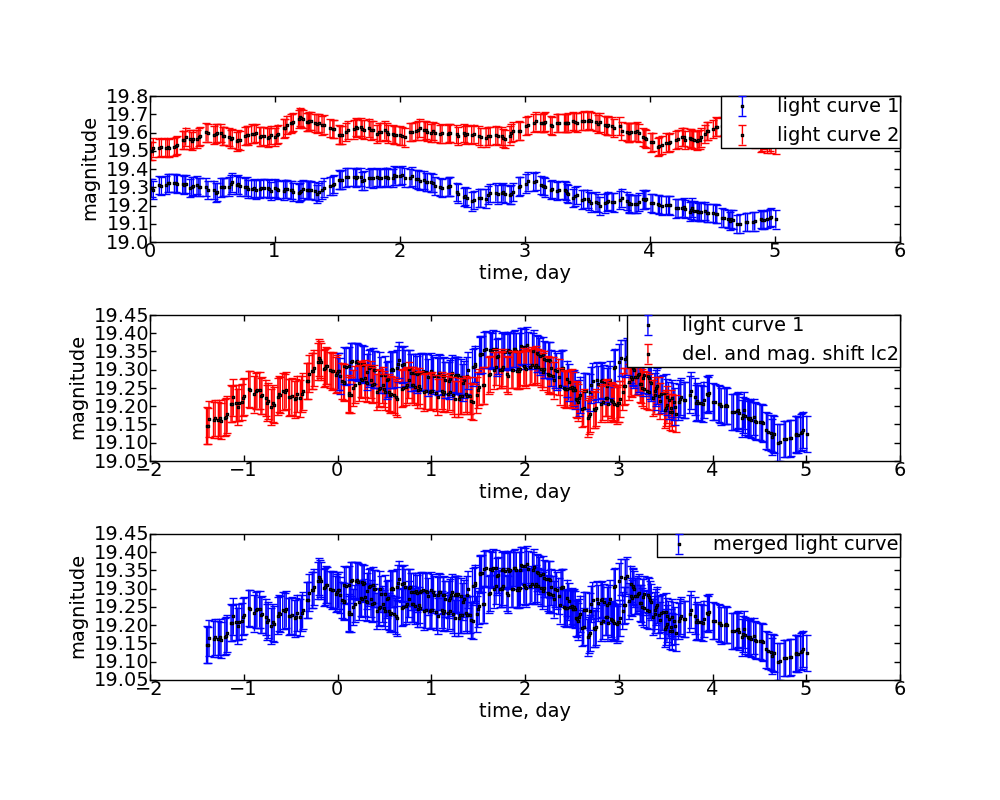 19.8
19.7
19.6
19.5
19.4
19.3
19.2
19.1
19.0
magnitude
light curve 1
light curve 2
0 1 2 3 4 5 6
time, day
19.45
19.40
19.35
19.30
19.25
19.20
19.15
19.10
19.05
magnitude
light curve 1
del. and mag. shift lc2
−2 −1 0 1 2 3 4 5 6
time, day
19.45
19.40
19.35
19.30
19.25
19.20
19.15
19.10
19.05
magnitude
merged light curve
−2 −1 0 1 2 3 4 5 6
time, day